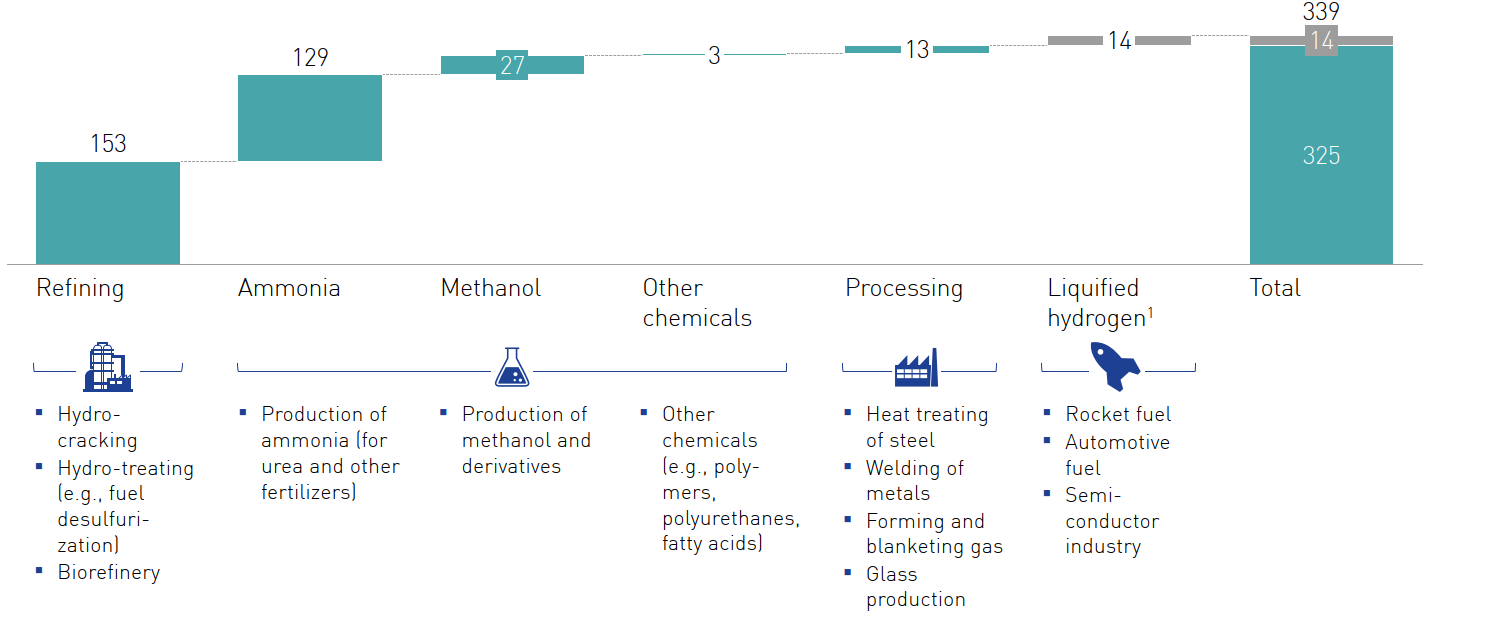 153
129
27
3
13
14
339
14
325
Refining
Ammonia
Methanol
Other
chemicals
Processing
Liquified
hydrogen¹
Total
▪ Hydro-
cracking
▪ Hydro-treating
(e.g., fuel
desulfuri-
zation)
▪ Biorefinery
▪ Production of
ammonia (for
urea and other
fertilizers)
▪ Production of
methanol and
derivatives
▪ Other
chemicals
(e.g., poly-
mers,
polyurethanes,
fatty acids)
▪ Heat treating
of steel
▪ Welding of
metals
▪ Forming and
blanketing gas
▪ Glass
production
▪ Rocket fuel
▪ Automotive
fuel
▪ Semi-
conductor
industry